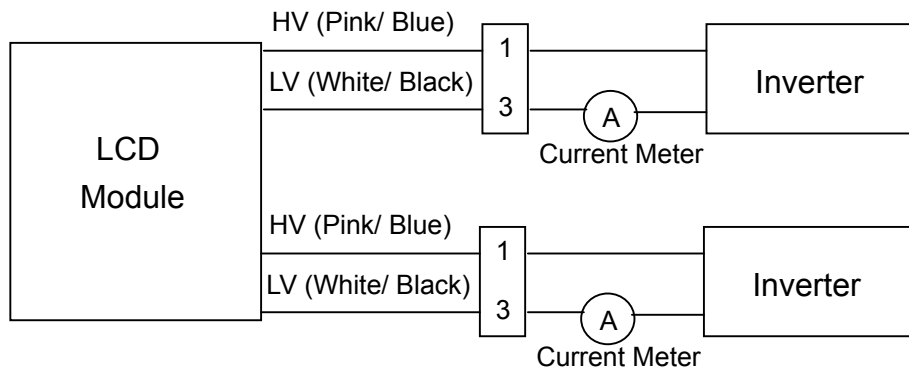 HV (Pink/ Blue)
1
LV (White/ Black)
3
A
Current Meter
Inverter
LCD
Module
HV (Pink/ Blue)
1
LV (White/ Black)
3
A
Current Meter
Inverter